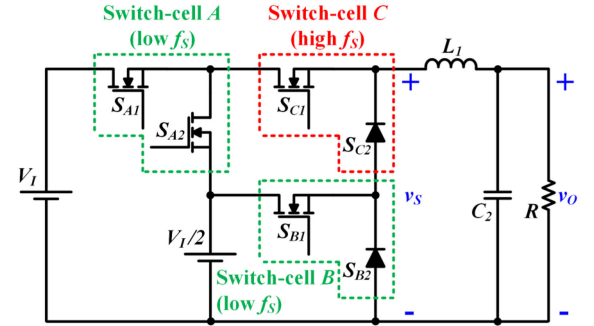 Switch-cell A
(low fS)
Switch-cell C
(high fS)
L1
+
+
SA1
SC1
SA2
SC2
VI
vS
C2
R
vO
VI/2
SB1
Switch-cell B
(low fS)
SB2
-
-